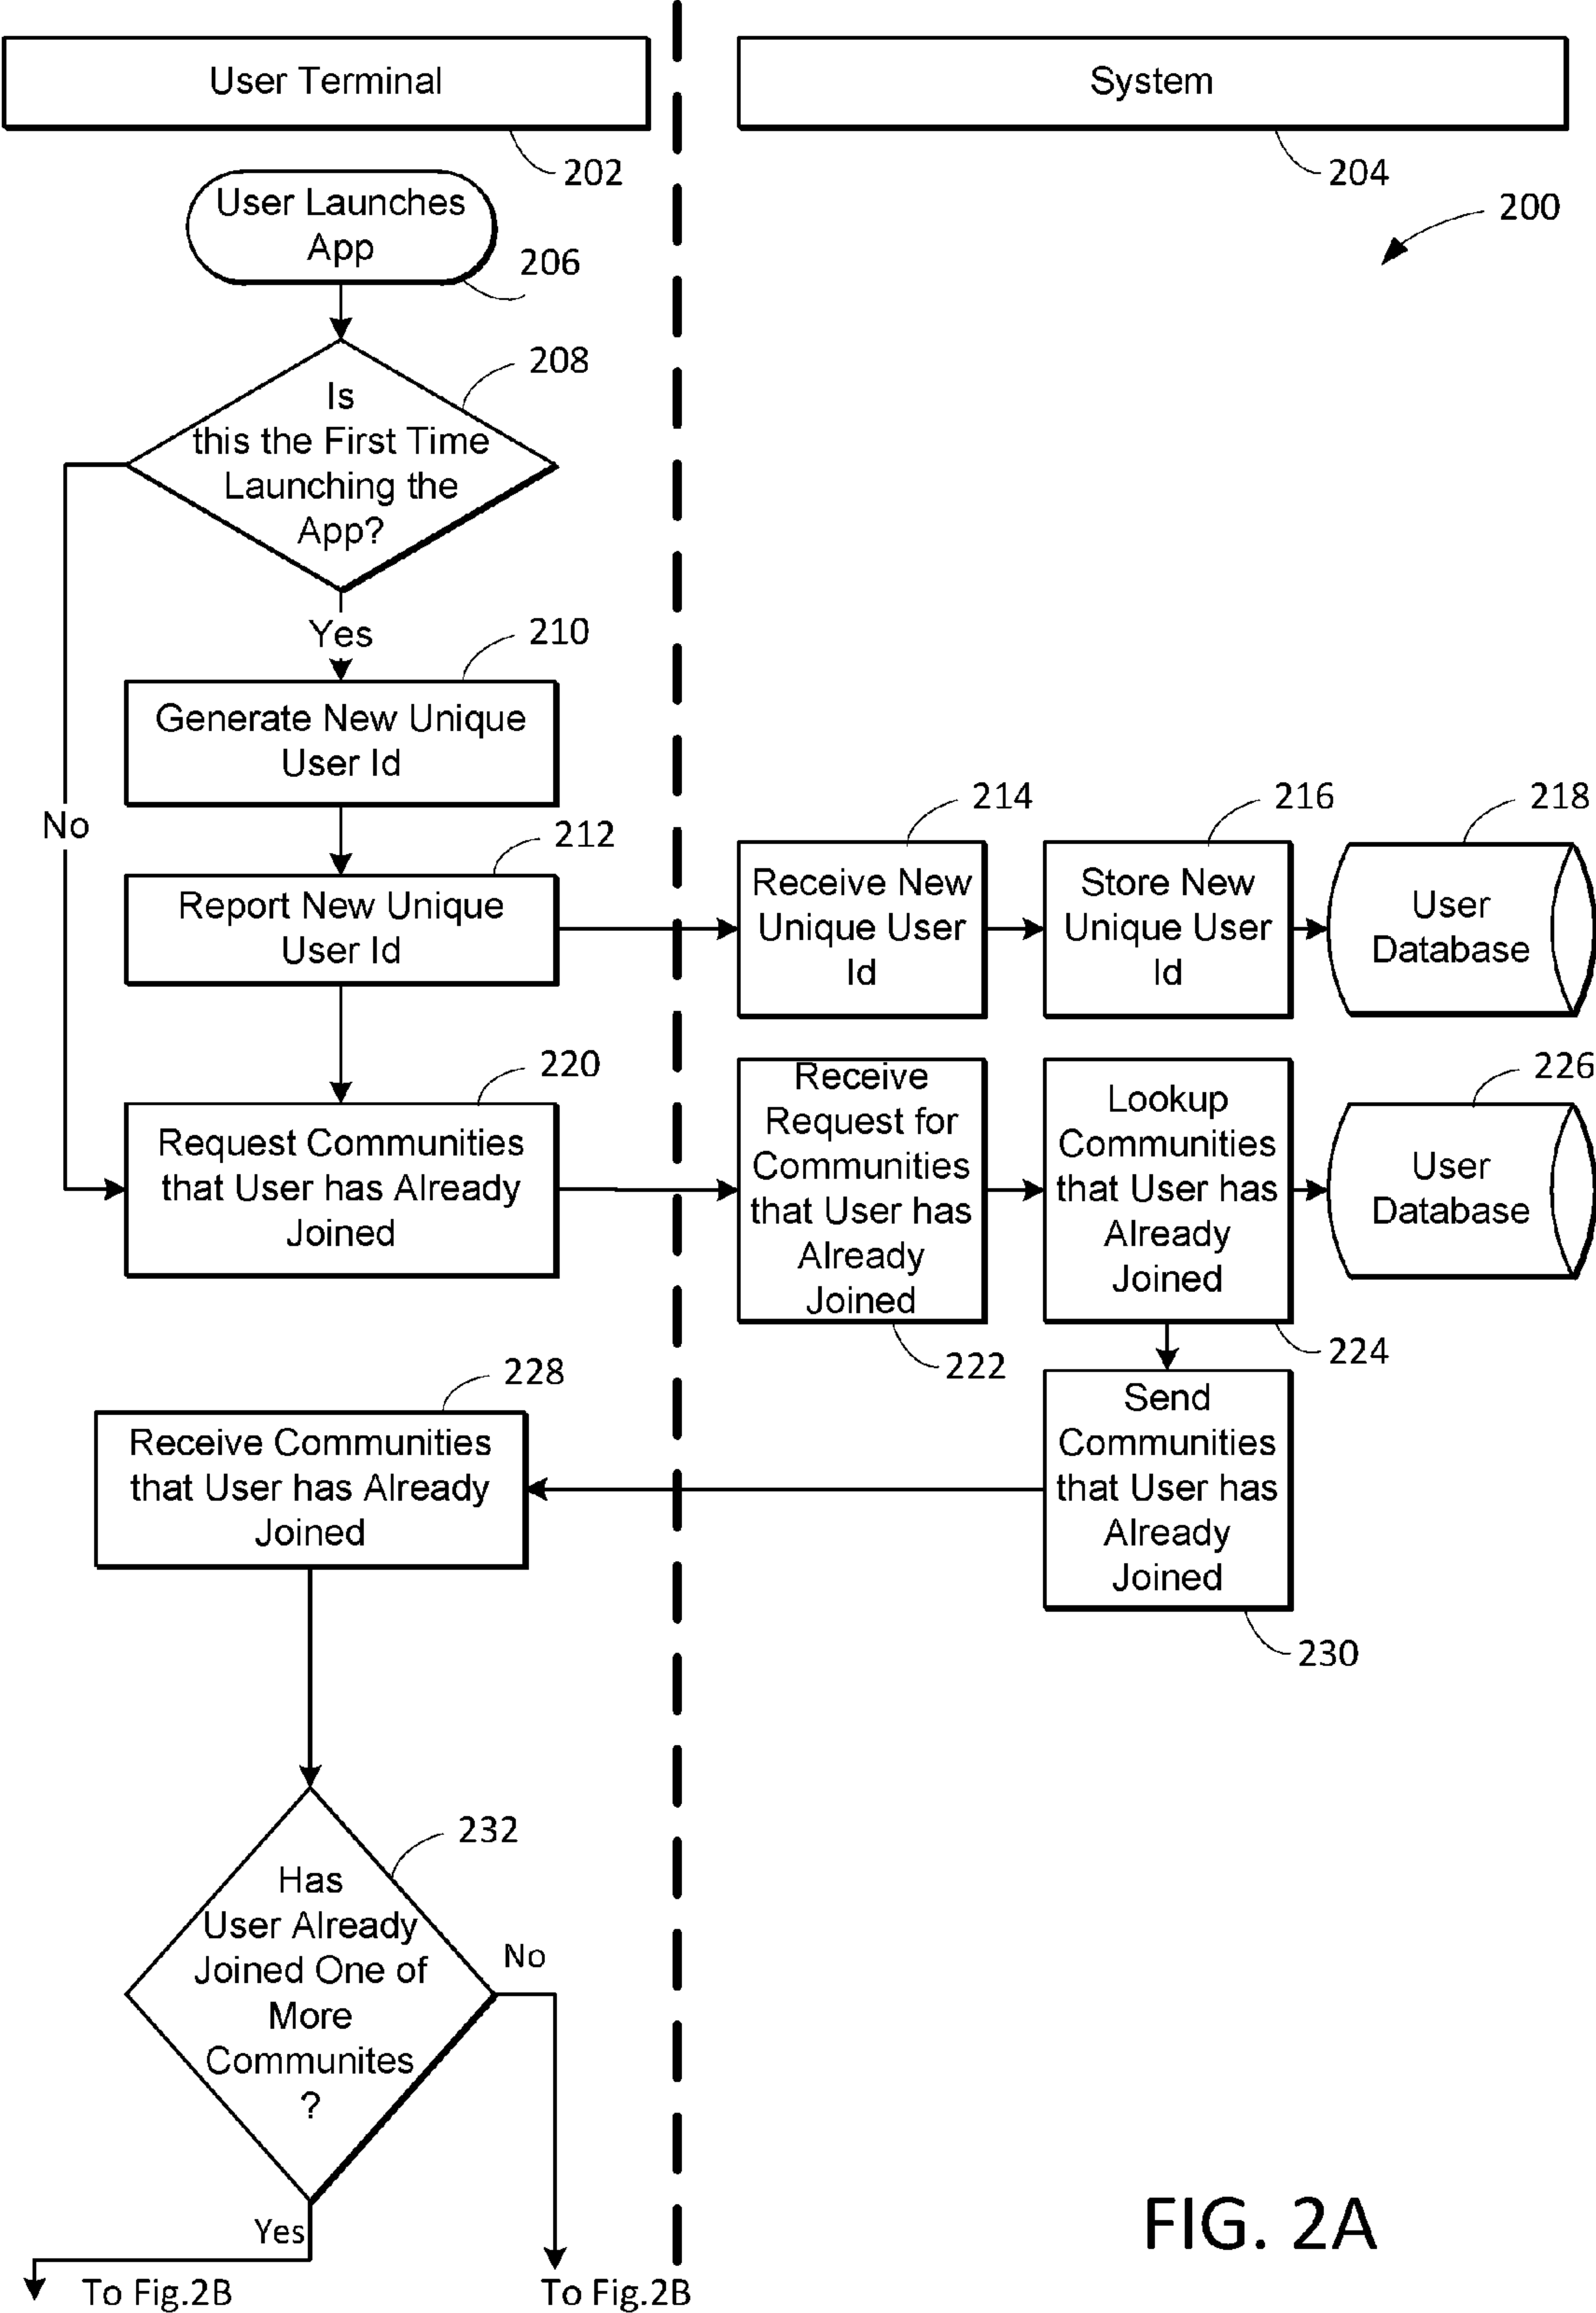 User Terminal
System
202
204
200
User Launches
App
206
208
Is
this the First Time
Launching the
App?
Yes
210
Generate New Unique
User Id
No
212
Report New Unique
User Id
214
216
218
Receive New
Unique User
Id
Store New
Unique User
Id
User
Database
220
Request Communities
that User has Already
Joined
Receive
Request for
Communities
that User has
Already
Joined
222
Lookup
Communities
that User has
Already
Joined
224
226
User
Database
228
Receive Communities
that User has Already
Joined
Send
Communities
that User has
Already
Joined
230
232
Has
User Already
Joined One of
More
Communites
?
No
Yes
To Fig.2B
To Fig.2B
FIG. 2A